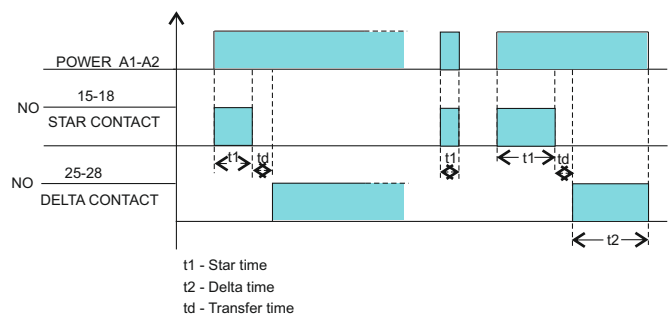 POWER A1-A2
15-18
NO
STAR CONTACT
t1
td
t1
t1
td
25-28
NO
DELTA CONTACT
t2
t1 - Star time
t2 - Delta time
td - Transfer time